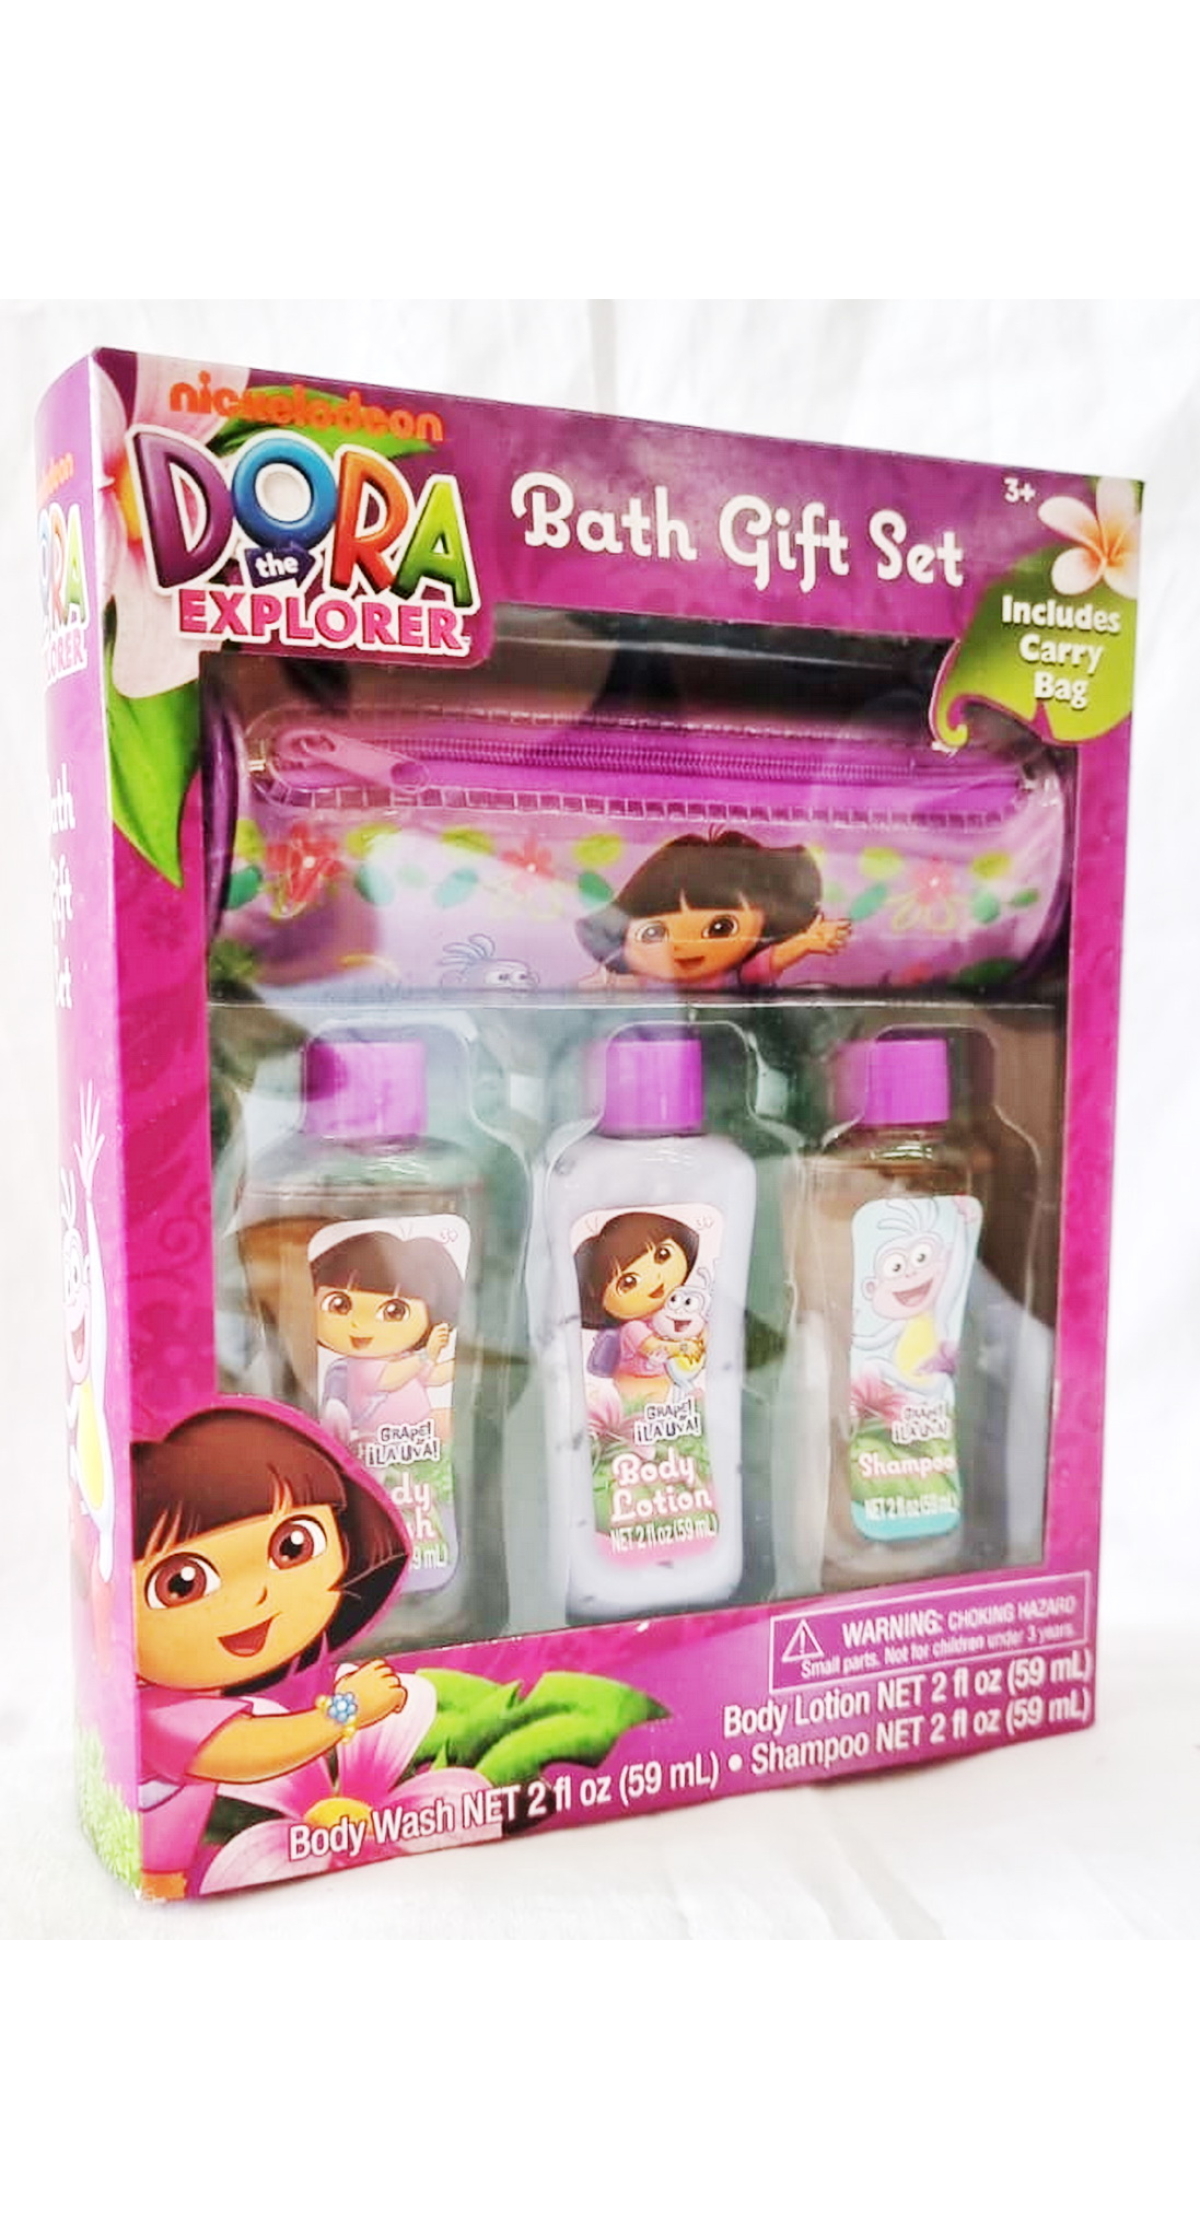 nickelodeon
DORA
the
EXPLORER
Bath Gift Set
3+
Includes
Carry
Bag
GRAPE!
¡LA UVA!
GRAPE!
¡LA UVA!
Body
Lotion
NET 2 fl oz (59 mL)
GRAPE!
¡LA UVA!
Shampoo
NET 2 fl oz (59 mL)
WARNING: CHOKING HAZARD
Small parts. Not for children under 3 years.
Body Lotion NET 2 fl oz (59 mL)
Body Wash NET 2 fl oz (59 mL) • Shampoo NET 2 fl oz (59 mL)